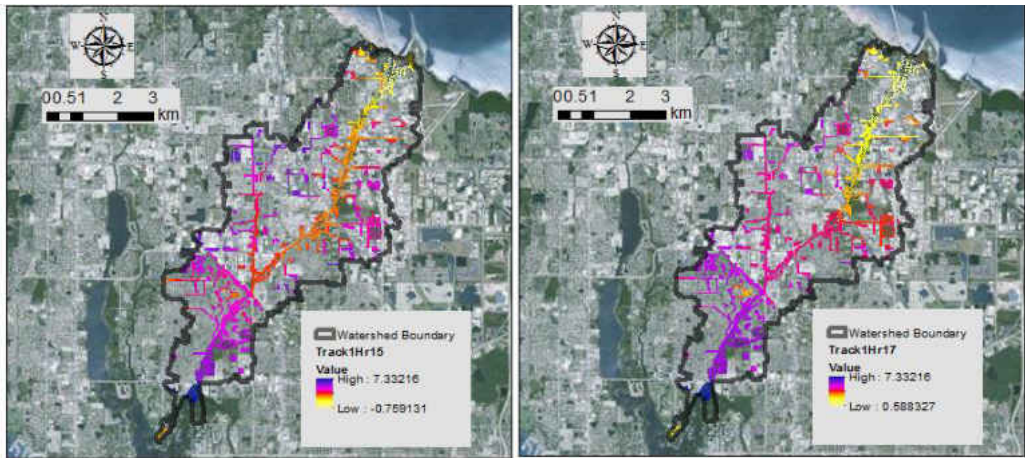 N
W E
S
00.51 2 3
km
Watershed Boundary
Track1Hr15
Value
High : 7.33216
Low : -0.759131
N
W E
S
00.51 2 3
km
Watershed Boundary
Track1Hr17
Value
High : 7.33216
Low : 0.588327